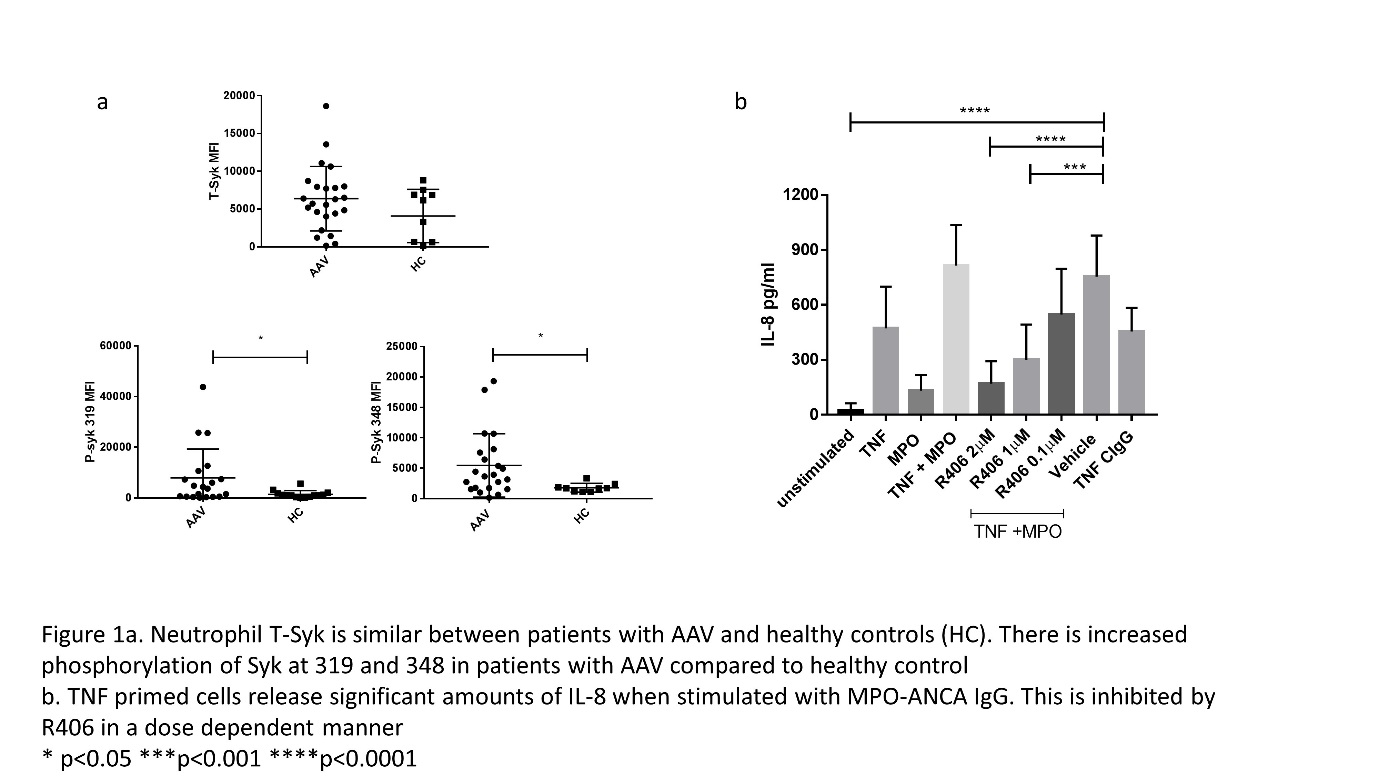 a
20000
15000
10000
5000
0
T-Syk MFI
AAV
HC
60000
40000
20000
0
P-syk 319 MFI
*
AAV
HC
25000
20000
15000
10000
5000
0
P-Syk 348 MFI
*
AAV
HC
b
****
****
***
1200
900
600
300
0
IL-8 pg/ml
unstimulated
TNF
MPO
TNF + MPO
R406 2µM
R406 1µM
R406 0.1µM
Vehicle
TNF CIgG
TNF +MPO
Figure 1a. Neutrophil T-Syk is similar between patients with AAV and healthy controls (HC). There is increased
phosphorylation of Syk at 319 and 348 in patients with AAV compared to healthy control
b. TNF primed cells release significant amounts of IL-8 when stimulated with MPO-ANCA IgG. This is inhibited by
R406 in a dose dependent manner
* p<0.05 ***p<0.001 ****p<0.0001